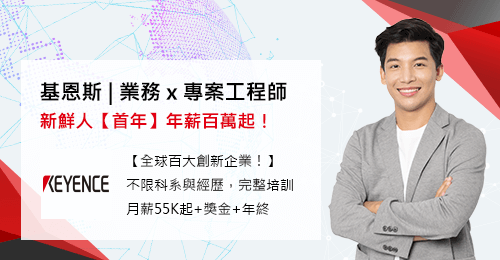 基恩斯 | 業務 x 專案工程師
新鮮人【首年】年薪百萬起！
KEYENCE
【全球百大創新企業！】
不限科系與經歷，完整培訓
月薪55K起+獎金+年終